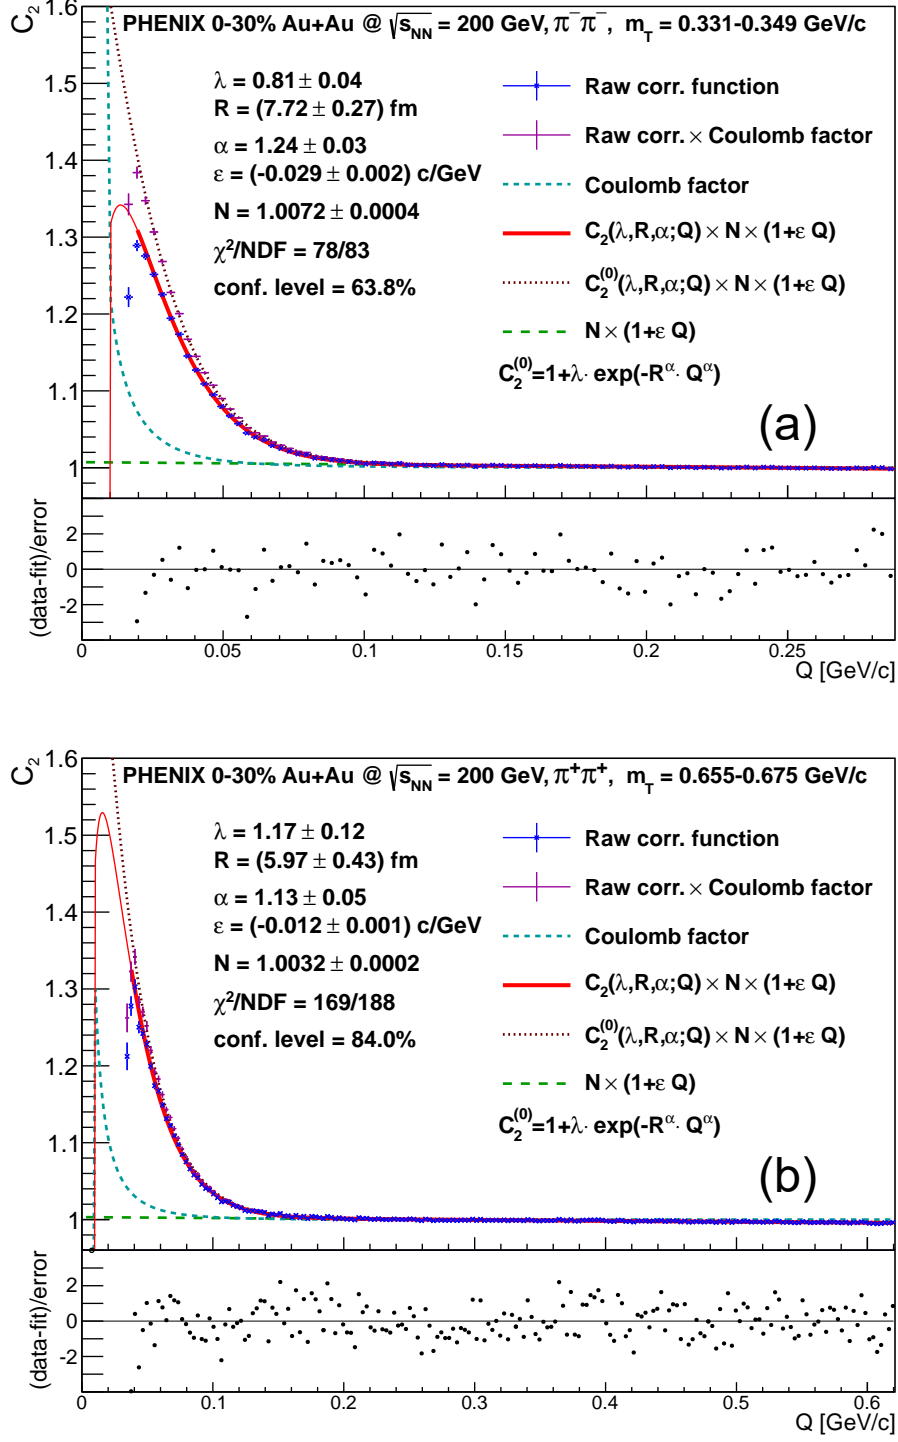 C₂
PHENIX 0-30% Au+Au @ √s_NN = 200 GeV, π⁻π⁻, m_T = 0.331-0.349 GeV/c
λ = 0.81 ± 0.04
R = (7.72 ± 0.27) fm
α = 1.24 ± 0.03
ε = (-0.029 ± 0.002) c/GeV
N = 1.0072 ± 0.0004
χ²/NDF = 78/83
conf. level = 63.8%
Raw corr. function
Raw corr. × Coulomb factor
Coulomb factor
C₂(λ,R,α;Q) × N × (1+ε Q)
C₂⁽⁰⁾(λ,R,α;Q) × N × (1+ε Q)
N × (1+ε Q)
C₂⁽⁰⁾=1+λ· exp(-R^α· Q^α)
(a)
1.6
1.5
1.4
1.3
1.2
1.1
1
(data-fit)/error
2
0
-2
0 0.05 0.1 0.15 0.2 0.25
Q [GeV/c]
C₂
PHENIX 0-30% Au+Au @ √s_NN = 200 GeV, π⁺π⁺, m_T = 0.655-0.675 GeV/c
λ = 1.17 ± 0.12
R = (5.97 ± 0.43) fm
α = 1.13 ± 0.05
ε = (-0.012 ± 0.001) c/GeV
N = 1.0032 ± 0.0002
χ²/NDF = 169/188
conf. level = 84.0%
Raw corr. function
Raw corr. × Coulomb factor
Coulomb factor
C₂(λ,R,α;Q) × N × (1+ε Q)
C₂⁽⁰⁾(λ,R,α;Q) × N × (1+ε Q)
N × (1+ε Q)
C₂⁽⁰⁾=1+λ· exp(-R^α· Q^α)
(b)
1.6
1.5
1.4
1.3
1.2
1.1
1
(data-fit)/error
2
0
-2
0 0.1 0.2 0.3 0.4 0.5 0.6
Q [GeV/c]